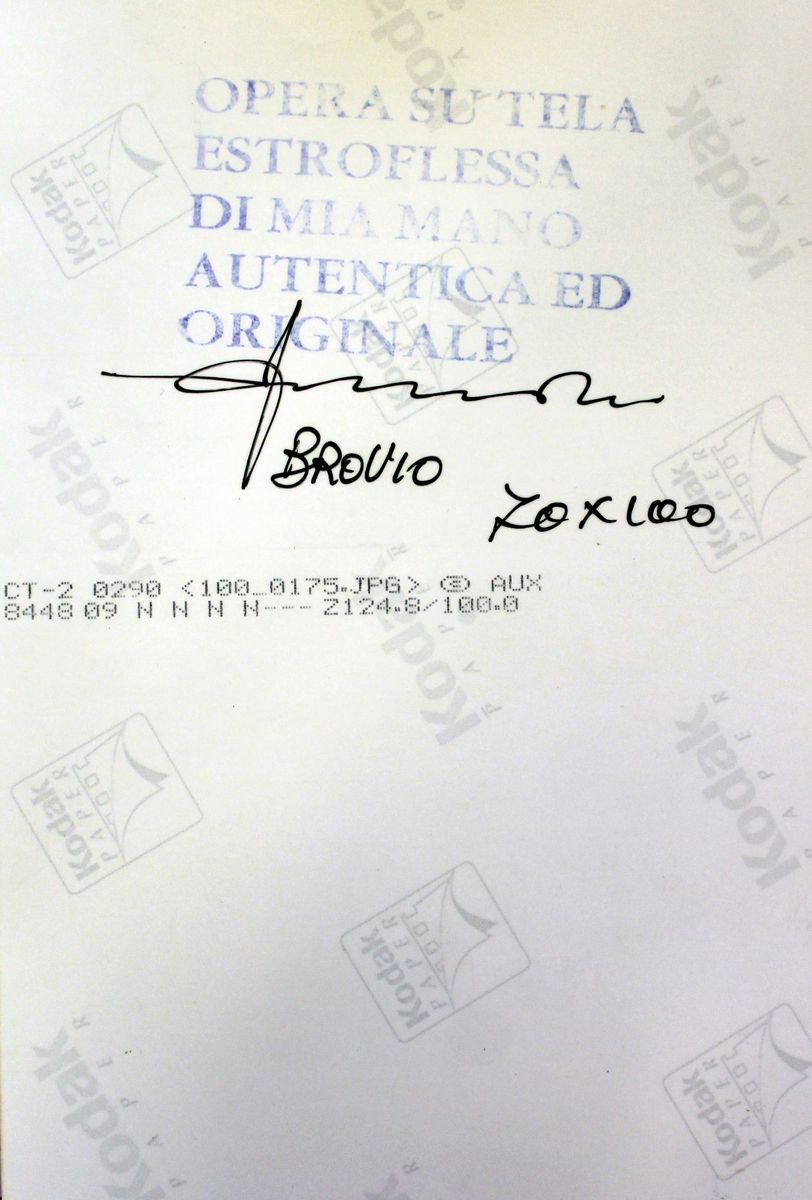 OPERA SU TELA
ESTROFLESSA
DI MIA MANO
AUTENTICA ED
ORIGINALE
BROVIO
70X100
CT-2 0290 <100_0175.JPG> AUX
8448 09 N N N N--- Z124.8/100.0
Kodak
PAPER